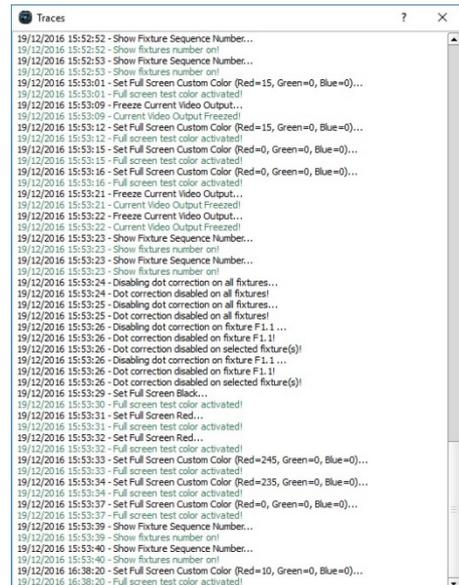 Traces
19/12/2016 15:52:52 - Show Fixture Sequence Number...
19/12/2016 15:52:52 - Show fixtures number on!
19/12/2016 15:52:53 - Show Fixture Sequence Number...
19/12/2016 15:52:53 - Show fixtures number on!
19/12/2016 15:53:01 - Set Full Screen Custom Color (Red=15, Green=0, Blue=0)...
19/12/2016 15:53:01 - Full screen test color activated!
19/12/2016 15:53:09 - Freeze Current Video Output...
19/12/2016 15:53:09 - Current Video Output Freezed!
19/12/2016 15:53:12 - Set Full Screen Custom Color (Red=15, Green=0, Blue=0)...
19/12/2016 15:53:12 - Full screen test color activated!
19/12/2016 15:53:15 - Set Full Screen Custom Color (Red=0, Green=0, Blue=0)...
19/12/2016 15:53:15 - Full screen test color activated!
19/12/2016 15:53:16 - Set Full Screen Custom Color (Red=0, Green=0, Blue=0)...
19/12/2016 15:53:16 - Full screen test color activated!
19/12/2016 15:53:21 - Freeze Current Video Output...
19/12/2016 15:53:21 - Current Video Output Freezed!
19/12/2016 15:53:22 - Freeze Current Video Output...
19/12/2016 15:53:22 - Current Video Output Freezed!
19/12/2016 15:53:23 - Show Fixture Sequence Number...
19/12/2016 15:53:23 - Show fixtures number on!
19/12/2016 15:53:23 - Show Fixture Sequence Number...
19/12/2016 15:53:23 - Show fixtures number on!
19/12/2016 15:53:24 - Disabling dot correction on all fixtures...
19/12/2016 15:53:24 - Dot correction disabled on all fixtures!
19/12/2016 15:53:25 - Disabling dot correction on all fixtures...
19/12/2016 15:53:25 - Dot correction disabled on all fixtures!
19/12/2016 15:53:26 - Disabling dot correction on fixture F1.1 ...
19/12/2016 15:53:26 - Dot correction disabled on fixture F1.1!
19/12/2016 15:53:26 - Dot correction disabled on selected fixture(s)!
19/12/2016 15:53:26 - Disabling dot correction on fixture F1.1 ...
19/12/2016 15:53:26 - Dot correction disabled on fixture F1.1!
19/12/2016 15:53:26 - Dot correction disabled on selected fixture(s)!
19/12/2016 15:53:29 - Set Full Screen Black...
19/12/2016 15:53:30 - Full screen test color activated!
19/12/2016 15:53:31 - Set Full Screen Red...
19/12/2016 15:53:31 - Full screen test color activated!
19/12/2016 15:53:32 - Set Full Screen Red...
19/12/2016 15:53:32 - Full screen test color activated!
19/12/2016 15:53:33 - Set Full Screen Custom Color (Red=245, Green=0, Blue=0)...
19/12/2016 15:53:33 - Full screen test color activated!
19/12/2016 15:53:34 - Set Full Screen Custom Color (Red=235, Green=0, Blue=0)...
19/12/2016 15:53:34 - Full screen test color activated!
19/12/2016 15:53:37 - Set Full Screen Custom Color (Red=0, Green=0, Blue=0)...
19/12/2016 15:53:37 - Full screen test color activated!
19/12/2016 15:53:39 - Show Fixture Sequence Number...
19/12/2016 15:53:39 - Show fixtures number on!
19/12/2016 15:53:40 - Show Fixture Sequence Number...
19/12/2016 15:53:40 - Show fixtures number on!
19/12/2016 16:38:20 - Set Full Screen Custom Color (Red=10, Green=0, Blue=0)...
19/12/2016 16:38:20 - Full screen test color activated!